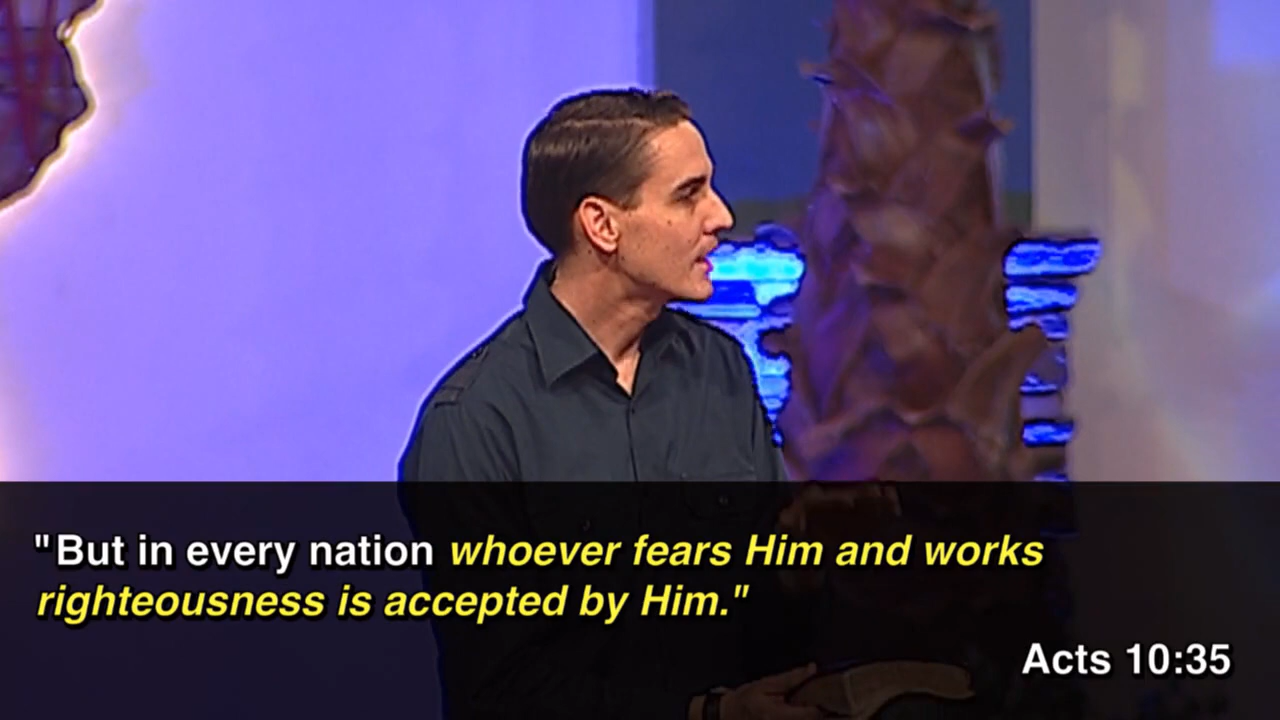 "But in every nation whoever fears Him and works
righteousness is accepted by Him."
Acts 10:35